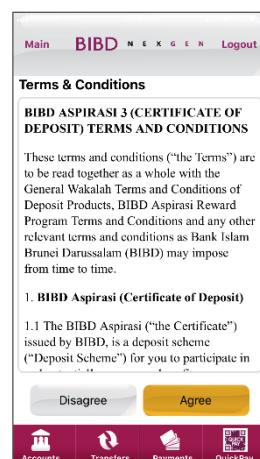 Main BIBD NEXGEN Logout
Terms & Conditions
BIBD ASPIRASI 3 (CERTIFICATE OF
DEPOSIT) TERMS AND CONDITIONS
These terms and conditions (“the Terms”) are
to be read together as a whole with the
General Wakalah Terms and Conditions of
Deposit Products, BIBD Aspirasi Reward
Program Terms and Conditions and any other
relevant terms and conditions as Bank Islam
Brunei Darussalam (BIBD) may impose
from time to time.
1. BIBD Aspirasi (Certificate of Deposit)
1.1 The BIBD Aspirasi (“the Certificate”)
issued by BIBD, is a deposit scheme
(“Deposit Scheme”) for you to participate in
Disagree Agree
QUICK
PAY
Accounts Transfers Payments QuickPay